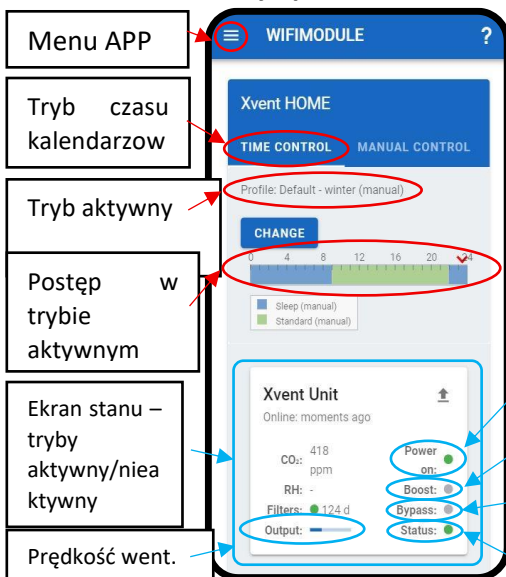 Menu APP
Tryb czasu
kalendarzow
Tryb aktywny
Postęp w
trybie
aktywnym
Ekran stanu –
tryby
aktywny/niea
ktywny
Prędkość went.
WIFIMODULE ?
Xvent HOME
TIME CONTROL MANUAL CONTROL
Profile: Default - winter (manual)
CHANGE
0 4 8 12 16 20 24
Sleep (manual)
Standard (manual)
Xvent Unit
Online: moments ago
CO₂: 418
ppm
Power
on:
RH: -
Boost:
Filters: 124 d
Bypass:
Output:
Status: